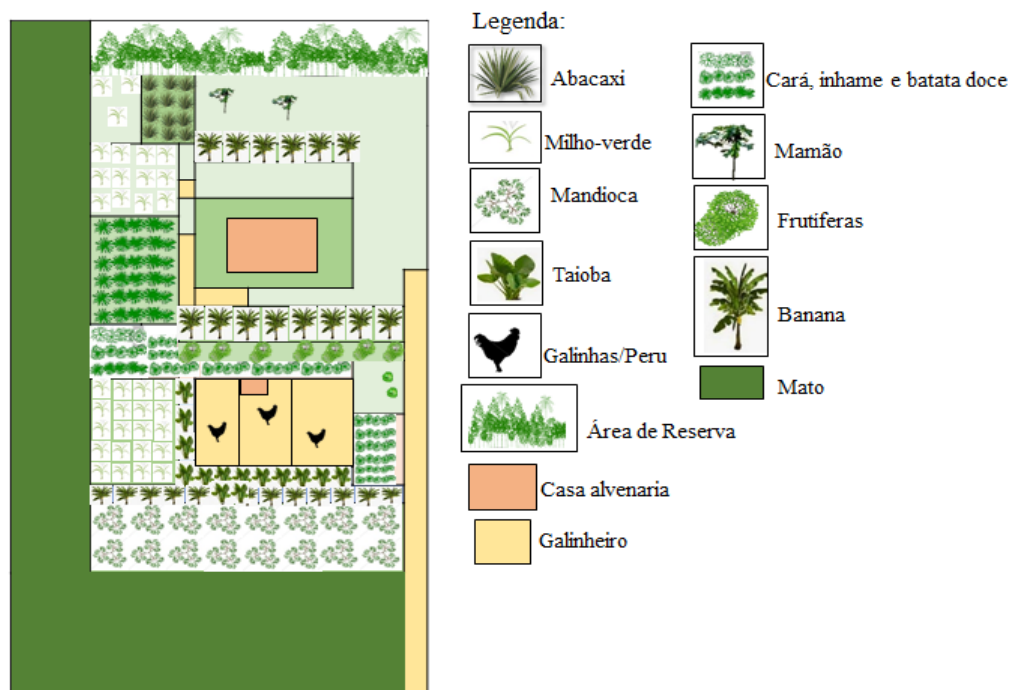 Legenda:
Abacaxi
Milho-verde
Mandioca
Taioba
Galinhas/Peru
Área de Reserva
Casa alvenaria
Galinheiro
Cará, inhame e batata doce
Mamão
Frutiferas
Banana
Mato